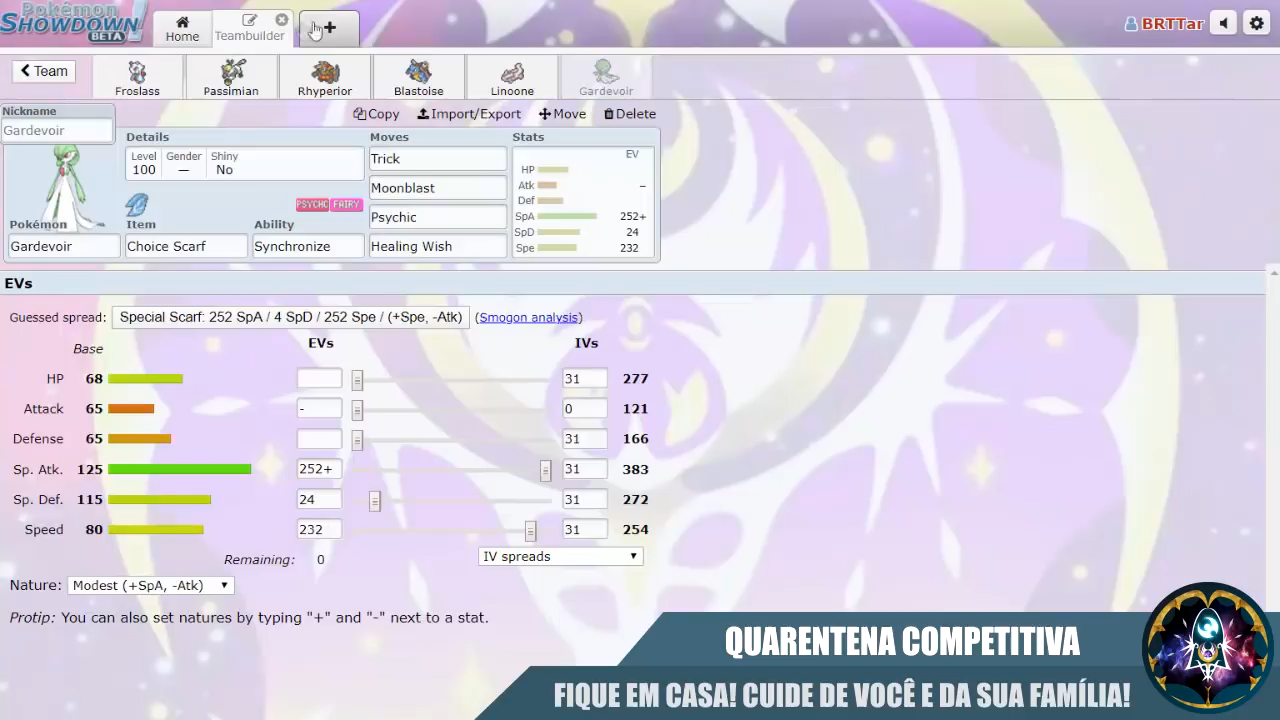 Pokémon
SHOWDOWN!
BETA
Home
Teambuilder
+
BRTTar
Team
Froslass
Passimian
Rhyperior
Blastoise
Linoone
Gardevoir
Copy
Import/Export
Move
Delete
Nickname
Gardevoir
Pokémon
Gardevoir
Details
Level
100
Gender
—
Shiny
No
PSYCHC FAIRY
Item
Choice Scarf
Ability
Synchronize
Moves
Trick
Moonblast
Psychic
Healing Wish
Stats
EV
HP
Atk –
Def
SpA 252+
SpD 24
Spe 232
EVs
Guessed spread: Special Scarf: 252 SpA / 4 SpD / 252 Spe / (+Spe, -Atk) (Smogon analysis)
Base EVs IVs
HP 68 31 277
Attack 65 - 0 121
Defense 65 31 166
Sp. Atk. 125 252+ 31 383
Sp. Def. 115 24 31 272
Speed 80 232 31 254
Remaining: 0
IV spreads
Nature: Modest (+SpA, -Atk)
Protip: You can also set natures by typing "+" and "-" next to a stat.
QUARENTENA COMPETITIVA
FIQUE EM CASA! CUIDE DE VOCÊ E DA SUA FAMÍLIA!